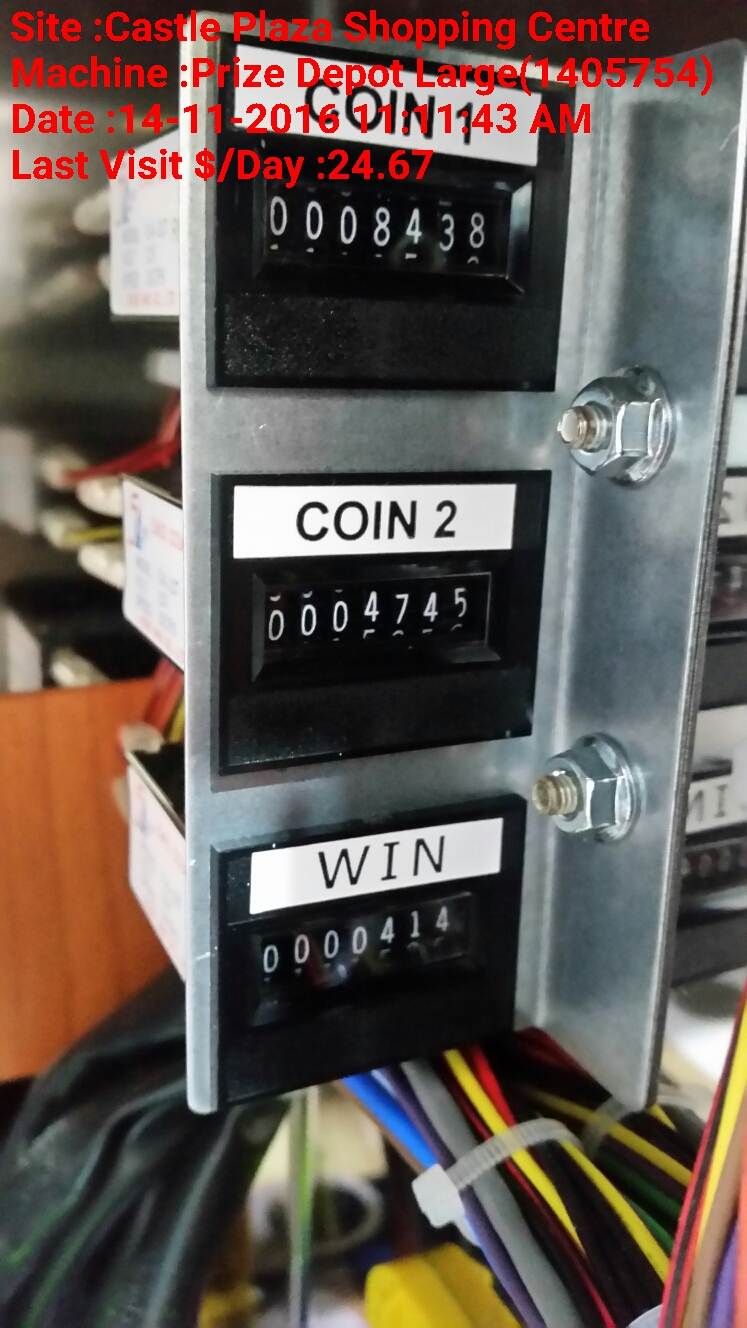 Site :Castle Plaza Shopping Centre
Machine :Prize Depot Large(1405754)
Date :14-11-2016 11:11:43 AM
Last Visit $/Day :24.67
COIN 1
0008438
COIN 2
0004745
WIN
0000414